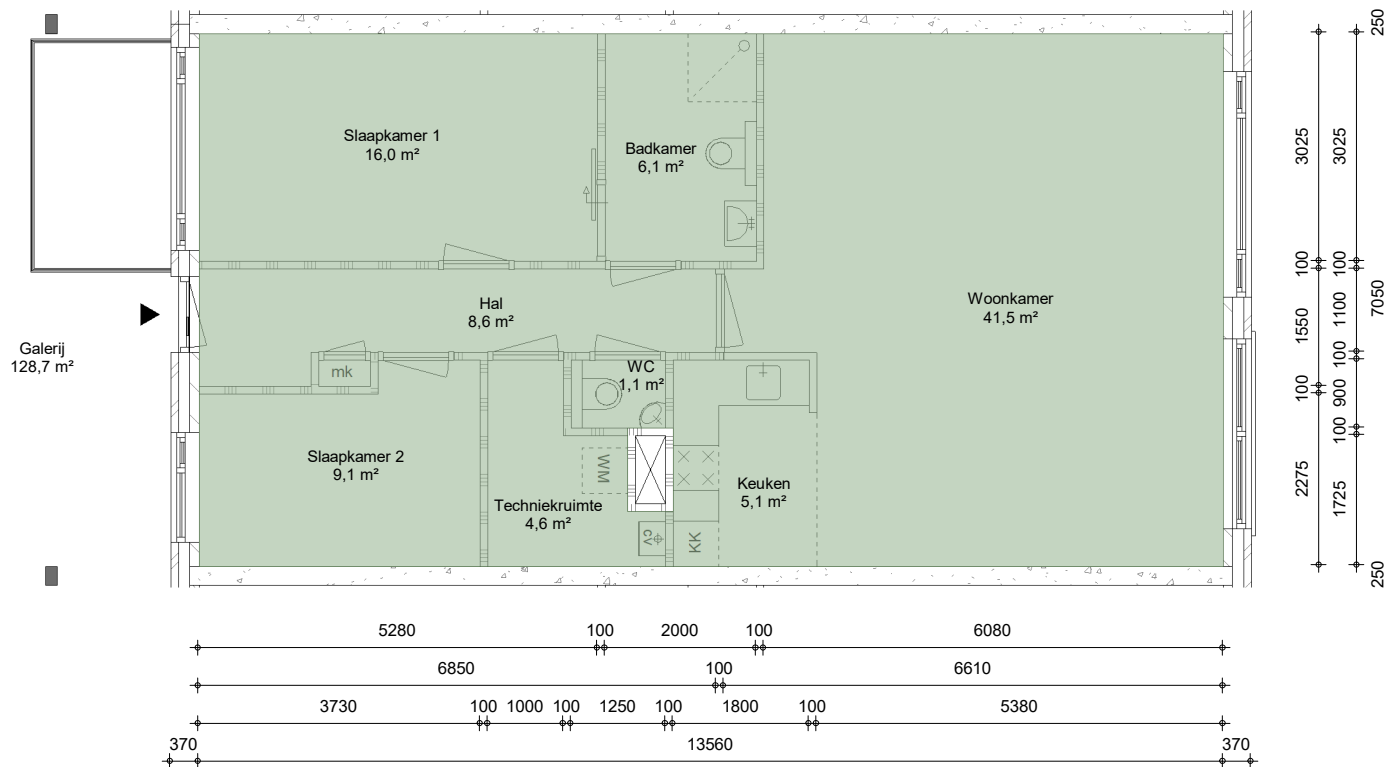 Slaapkamer 1
16,0 m²
Badkamer
6,1 m²
Woonkamer
41,5 m²
Hal
8,6 m²
Galerij
128,7 m²
mk
WC
1,1 m²
Slaapkamer 2
9,1 m²
WM
Techniekruimte
4,6 m²
Keuken
5,1 m²
cv
KK
250
3025
3025
100
100
1550
1100
7050
100
100
900
100
2275
1725
250
5280 100 2000 100 6080
6850 100 6610
3730 100 1000 100 1250 100 1800 100 5380
370 13560 370